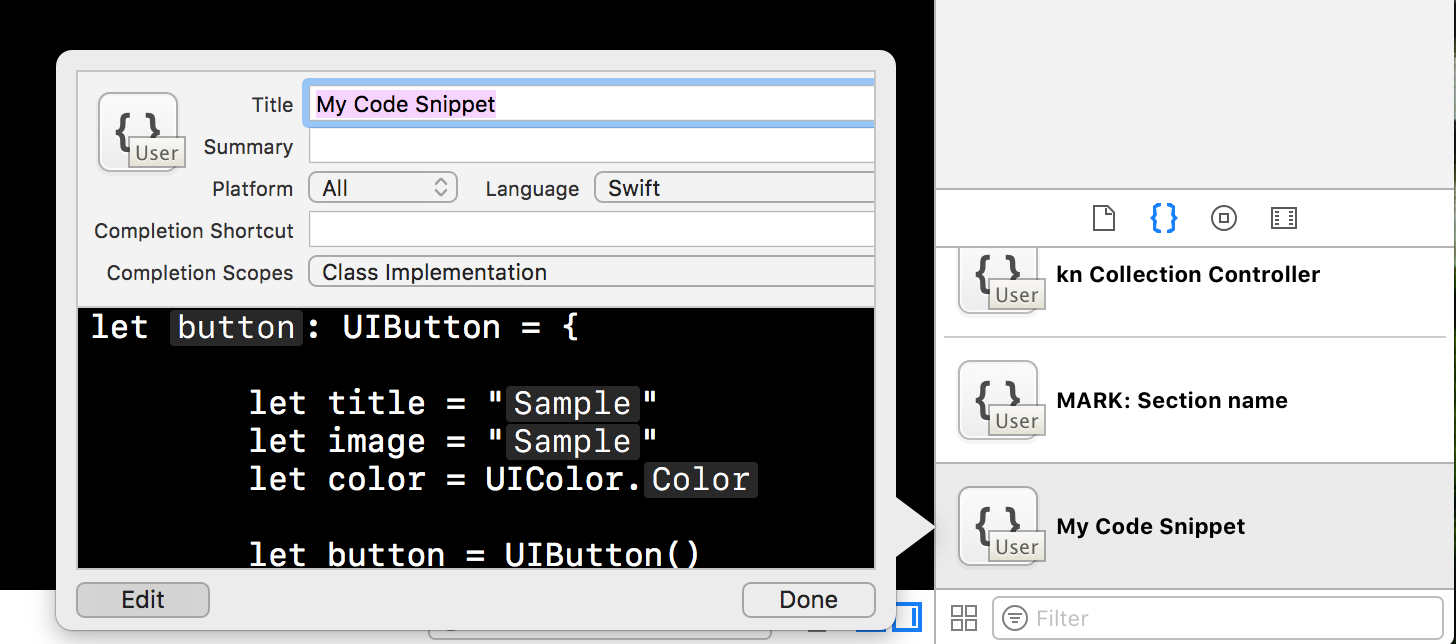 Title My Code Snippet
User
Summary
Platform All Language Swift
Completion Shortcut
Completion Scopes Class Implementation
let button: UIButton = {
let title = "Sample"
let image = "Sample"
let color = UIColor.Color
let button = UIButton()
Edit Done
{ } User kn Collection Controller
{ } User MARK: Section name
{ } User My Code Snippet
Filter